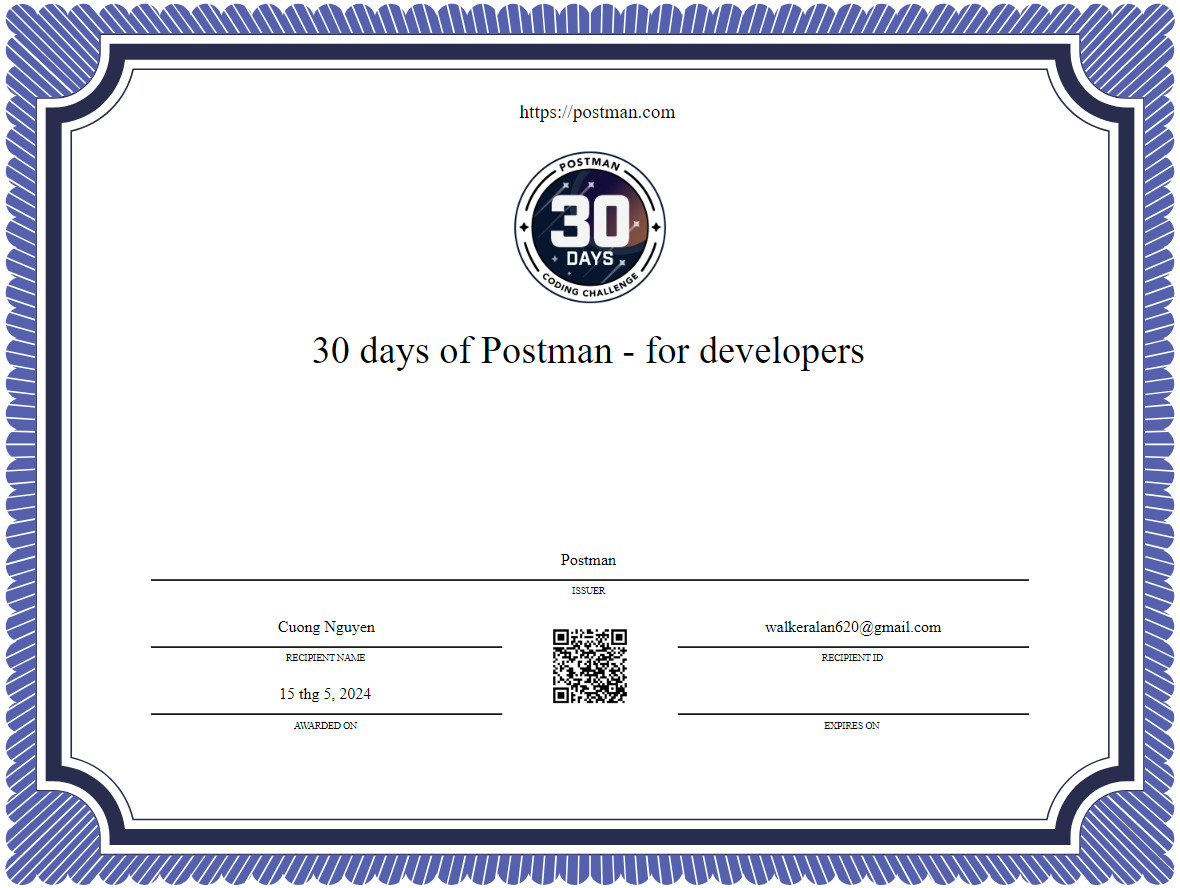 https://postman.com
POSTMAN
30
DAYS
CODING CHALLENGE
30 days of Postman - for developers
Postman
ISSUER
Cuong Nguyen
RECIPIENT NAME
walkeralan620@gmail.com
RECIPIENT ID
15 thg 5, 2024
AWARDED ON
EXPIRES ON